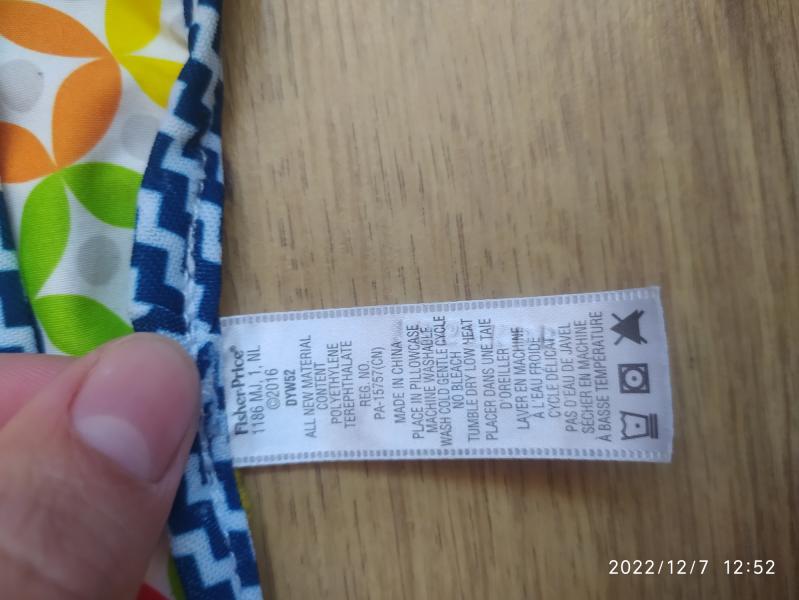 Fisher-Price®
1186 MJ, 1, NL
©2016
DYW52
ALL NEW MATERIAL
CONTENT
POLYETHYLENE
TEREPHTHALATE
REG. NO
PA-15757(CN)
MADE IN CHINA
PLACE IN PILLOWCASE
MACHINE WASHABLE
WASH COLD GENTLE CYCLE
NO BLEACH
TUMBLE DRY LOW HEAT
PLACER DANS UNE TAIE
D'OREILLER
LAVER EN MACHINE
À L'EAU FROIDE
CYCLE DÉLICAT
PAS D'EAU DE JAVEL
SÉCHER EN MACHINE
À BASSE TEMPÉRATURE
2022/12/7 12:52